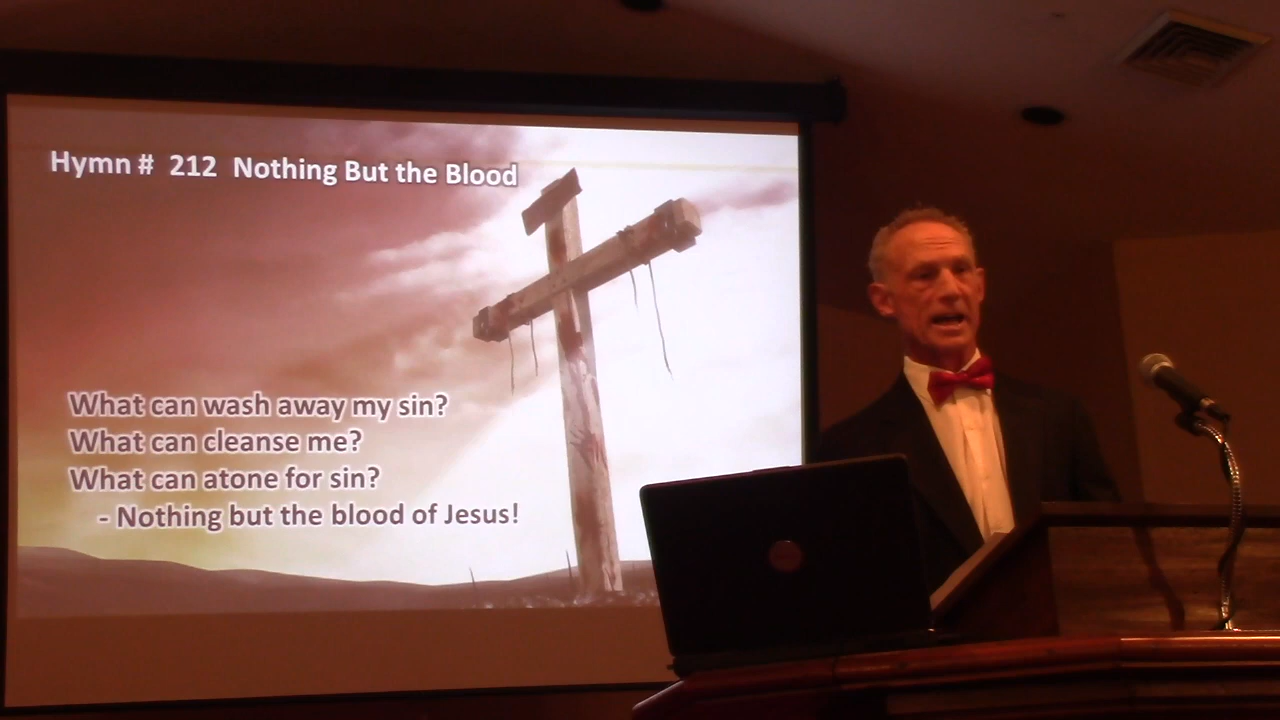 Hymn # 212 Nothing But the Blood
What can wash away my sin?
What can cleanse me?
What can atone for sin?
- Nothing but the blood of Jesus!